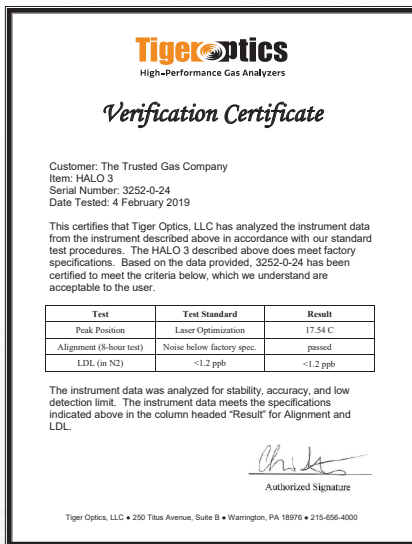 Tigeroptics
High-Performance Gas Analyzers
Verification Certificate
Customer: The Trusted Gas Company
Item: HALO 3
Serial Number: 3252-0-24
Date Tested: 4 February 2019
This certifies that Tiger Optics, LLC has analyzed the instrument data
from the instrument described above in accordance with our standard
test procedures. The HALO 3 described above does meet factory
specifications. Based on the data provided, 3252-0-24 has been
certified to meet the criteria below, which we understand are
acceptable to the user.
Test Test Standard Result
Peak Position Laser Optimization 17.54 C
Alignment (8-hour test) Noise below factory spec. passed
LDL (in N2) <1.2 ppb <1.2 ppb
The instrument data was analyzed for stability, accuracy, and low
detection limit. The instrument data meets the specifications
indicated above in the column headed “Result” for Alignment and
LDL.
Authorized Signature
Tiger Optics, LLC ● 250 Titus Avenue, Suite B ● Warrington, PA 18976 ● 215-656-4000